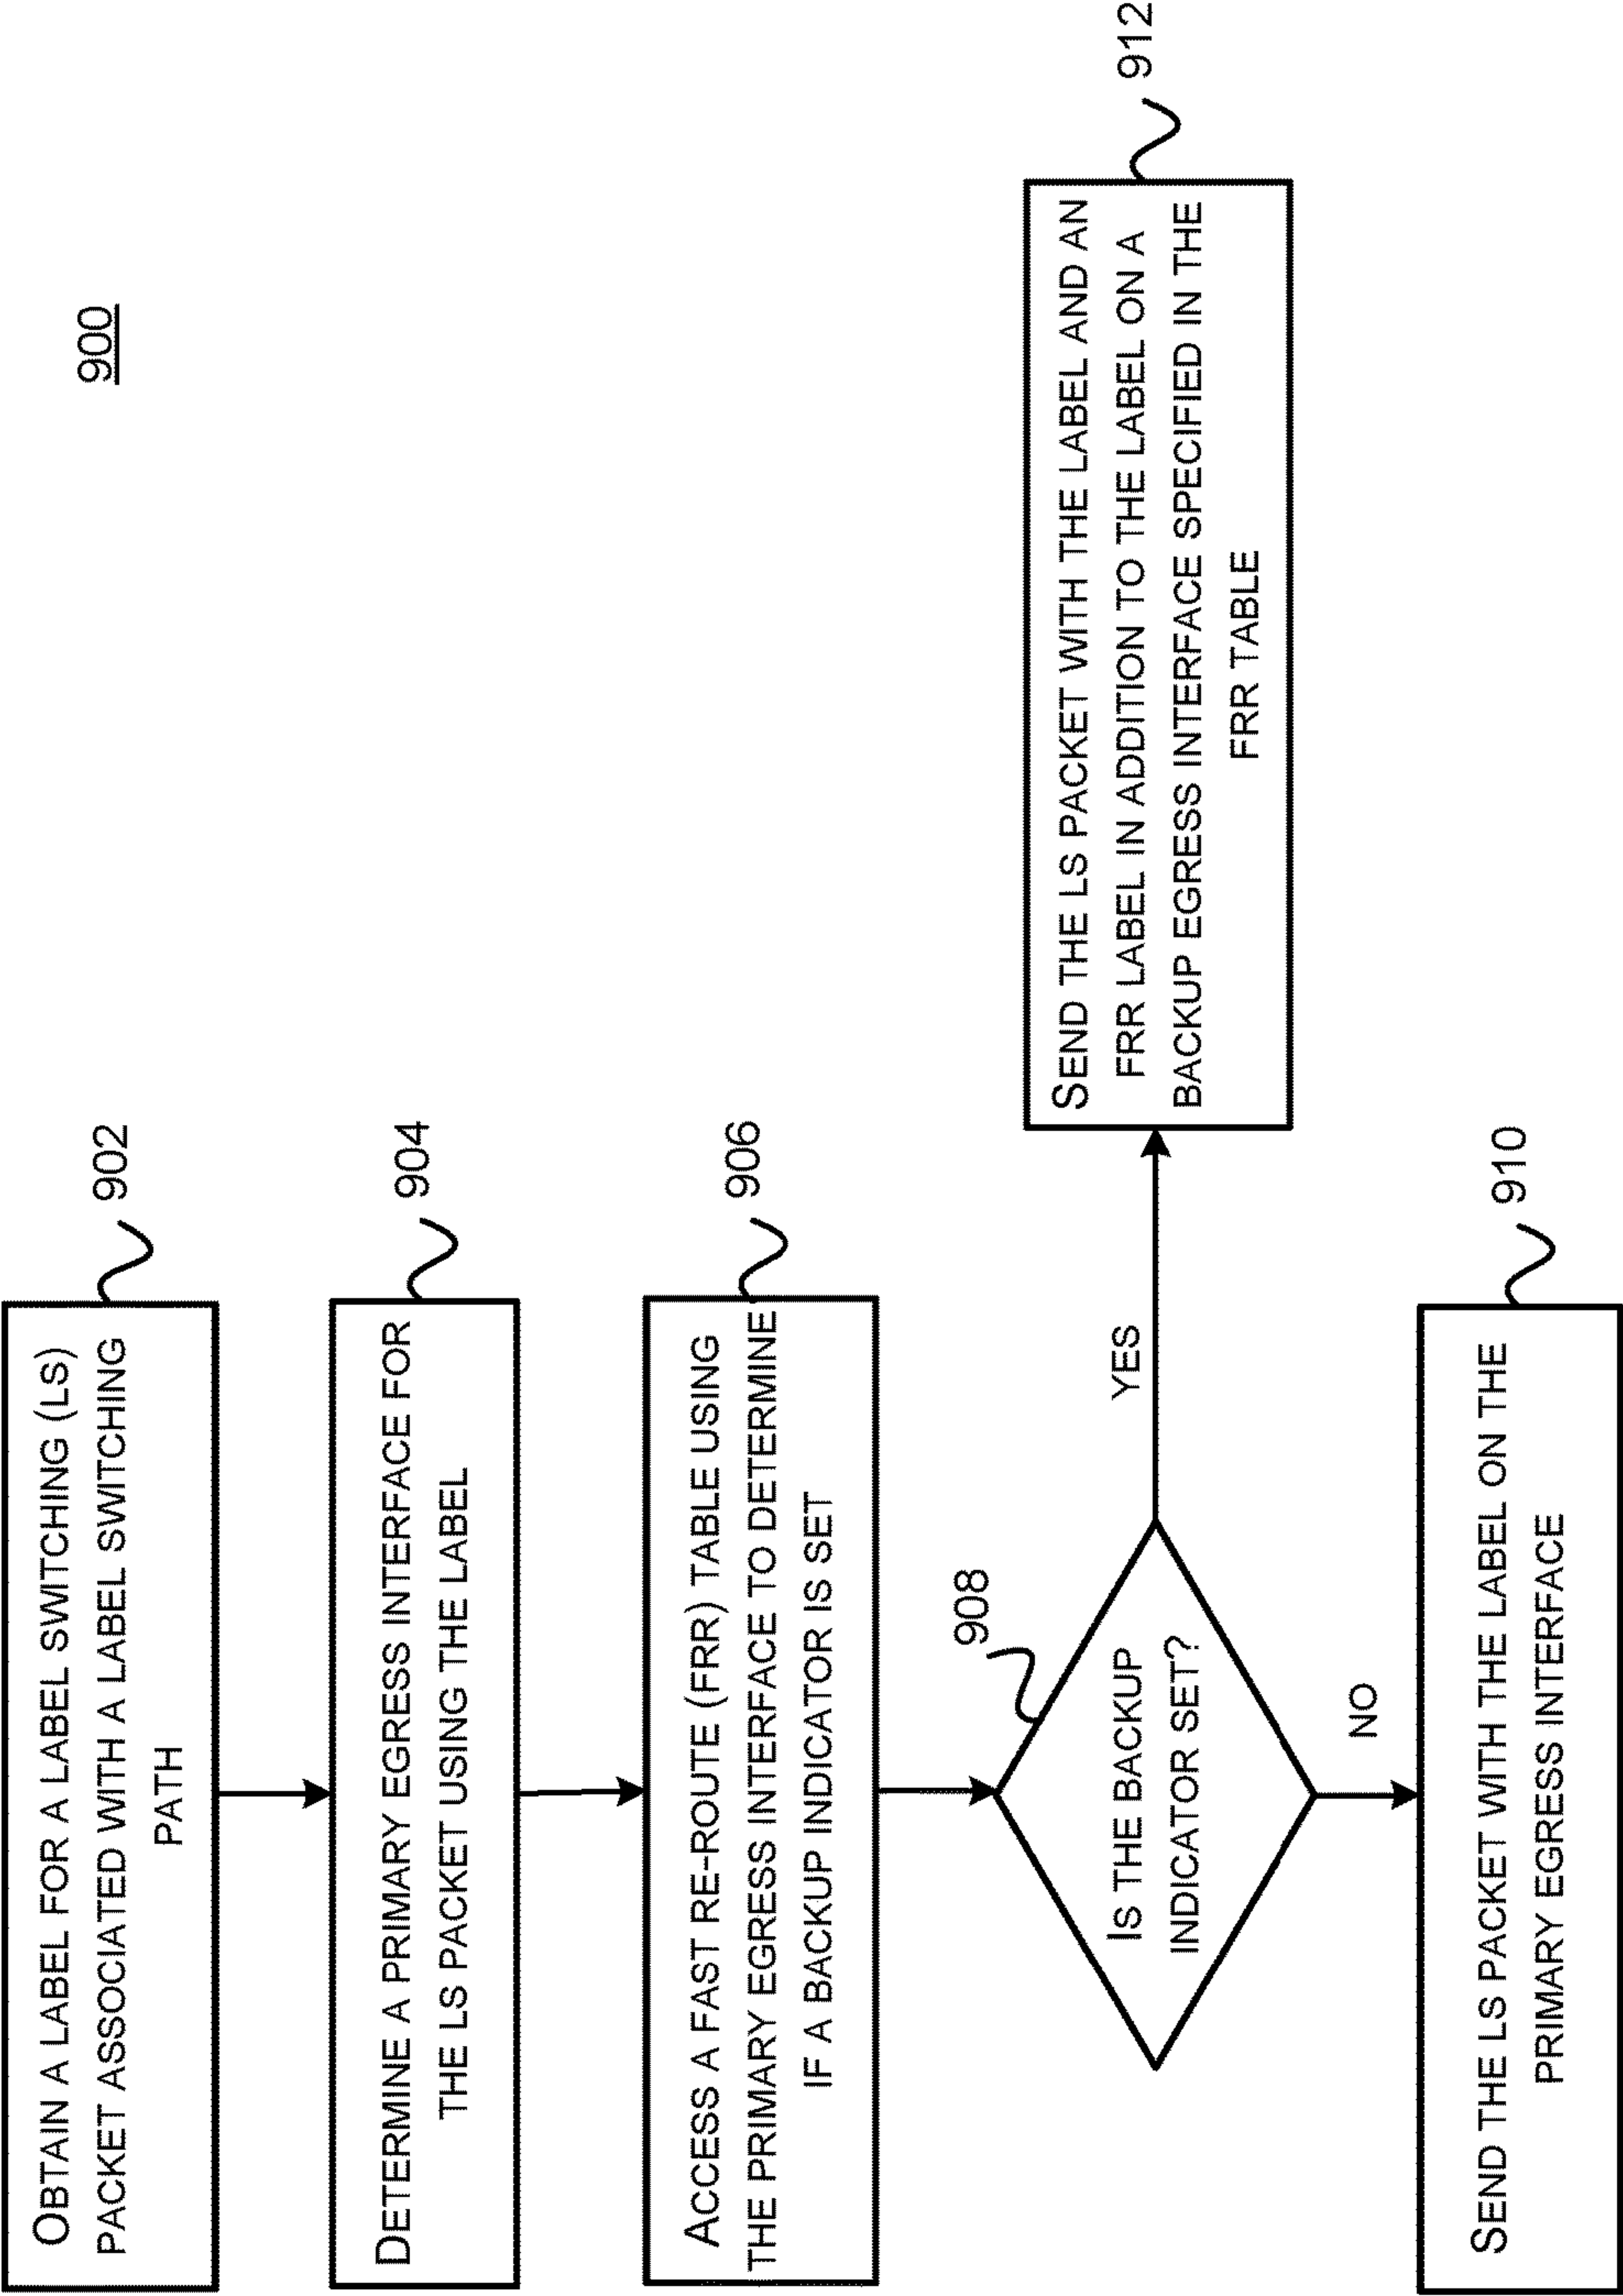 900
OBTAIN A LABEL FOR A LABEL SWITCHING (LS)
PACKET ASSOCIATED WITH A LABEL SWITCHING
PATH
902
DETERMINE A PRIMARY EGRESS INTERFACE FOR
THE LS PACKET USING THE LABEL
904
ACCESS A FAST RE-ROUTE (FRR) TABLE USING
THE PRIMARY EGRESS INTERFACE TO DETERMINE
IF A BACKUP INDICATOR IS SET
906
908
IS THE BACKUP
INDICATOR SET?
YES
SEND THE LS PACKET WITH THE LABEL AND AN
FRR LABEL IN ADDITION TO THE LABEL ON A
BACKUP EGRESS INTERFACE SPECIFIED IN THE
FRR TABLE
912
NO
SEND THE LS PACKET WITH THE LABEL ON THE
PRIMARY EGRESS INTERFACE
910